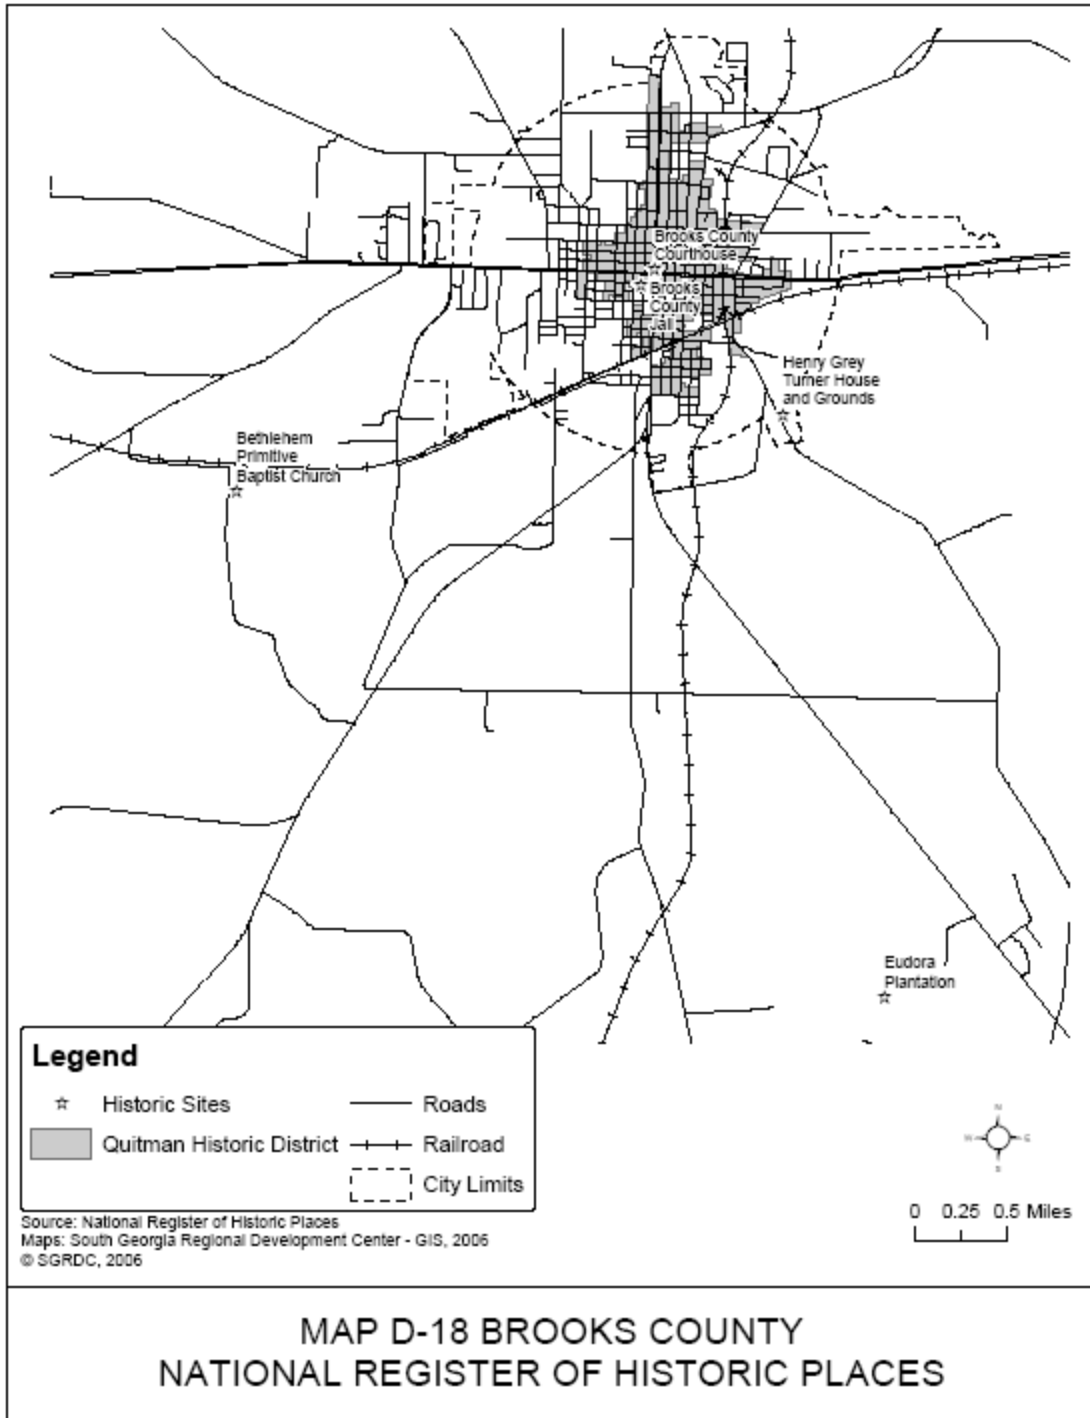 Brooks County
Courthouse
Brooks
County
Jail
Henry Grey
Turner House
and Grounds
Bethlehem
Primitive
Baptist Church
Eudora
Plantation
Legend
Historic Sites
Roads
Quitman Historic District
Railroad
City Limits
N
W
E
S
0 0.25 0.5 Miles
Source: National Register of Historic Places
Maps: South Georgia Regional Development Center - GIS, 2006
© SGRDC, 2006
MAP D-18 BROOKS COUNTY
NATIONAL REGISTER OF HISTORIC PLACES